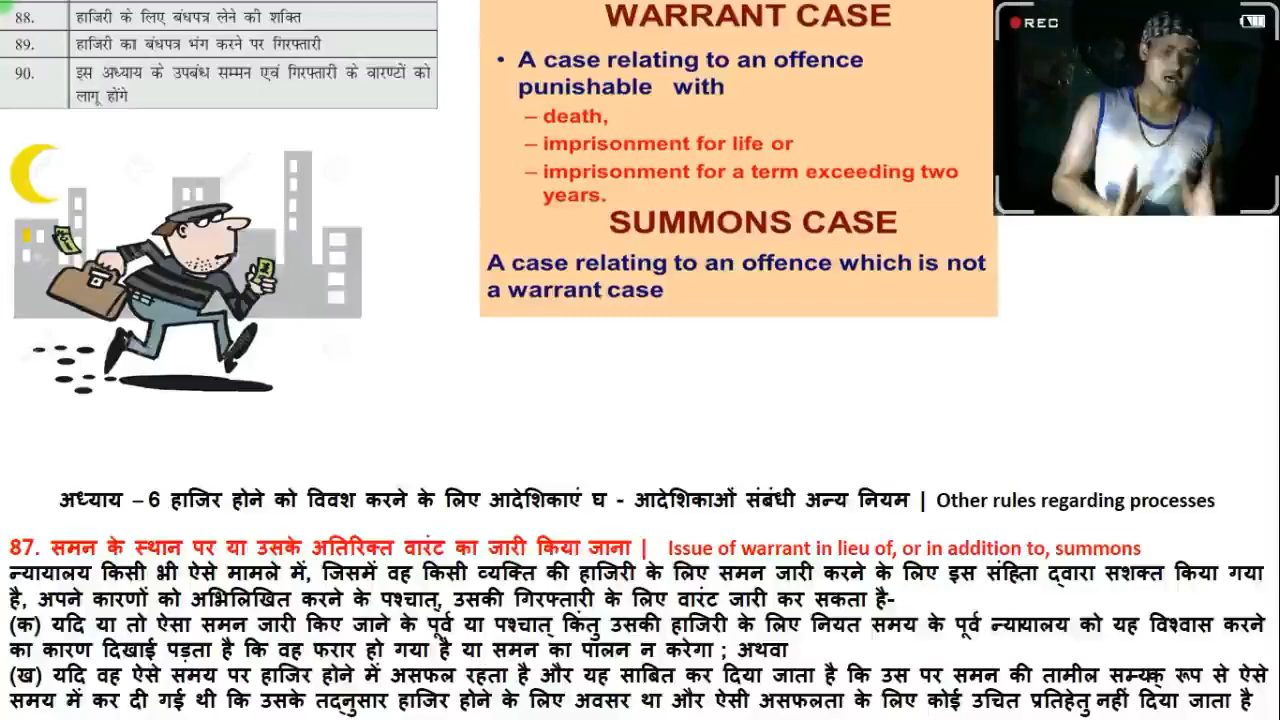 88. हाजिरी के लिए बंधपत्र लेने की शक्ति
89. हाजिरी का बंधपत्र भंग करने पर गिरफ्तारी
90. इस अध्याय के उपबंध सम्मन एवं गिरफ्तारी के वारण्टों को
लागू होंगे
WARRANT CASE
• A case relating to an offence
punishable with
– death,
– imprisonment for life or
– imprisonment for a term exceeding two
years.
SUMMONS CASE
A case relating to an offence which is not
a warrant case
REC
अध्याय – 6 हाजिर होने को विवश करने के लिए आदेशिकाएं घ - आदेशिकाओं संबंधी अन्य नियम | Other rules regarding processes
87. समन के स्थान पर या उसके अतिरिक्त वारंट का जारी किया जाना | Issue of warrant in lieu of, or in addition to, summons
न्यायालय किसी भी ऐसे मामले में, जिसमें वह किसी व्यक्ति की हाजिरी के लिए समन जारी करने के लिए इस संहिता द्वारा सशक्त किया गया
है, अपने कारणों को अभिलिखित करने के पश्चात्, उसकी गिरफ्तारी के लिए वारंट जारी कर सकता है-
(क) यदि या तो ऐसा समन जारी किए जाने के पूर्व या पश्चात् किंतु उसकी हाजिरी के लिए नियत समय के पूर्व न्यायालय को यह विश्वास करने
का कारण दिखाई पड़ता है कि वह फरार हो गया है या समन का पालन न करेगा ; अथवा
(ख) यदि वह ऐसे समय पर हाजिर होने में असफल रहता है और यह साबित कर दिया जाता है कि उस पर समन की तामील सम्यक् रूप से ऐसे
समय में कर दी गई थी कि उसके तद्नुसार हाजिर होने के लिए अवसर था और ऐसी असफलता के लिए कोई उचित प्रतिहेतु नहीं दिया जाता है